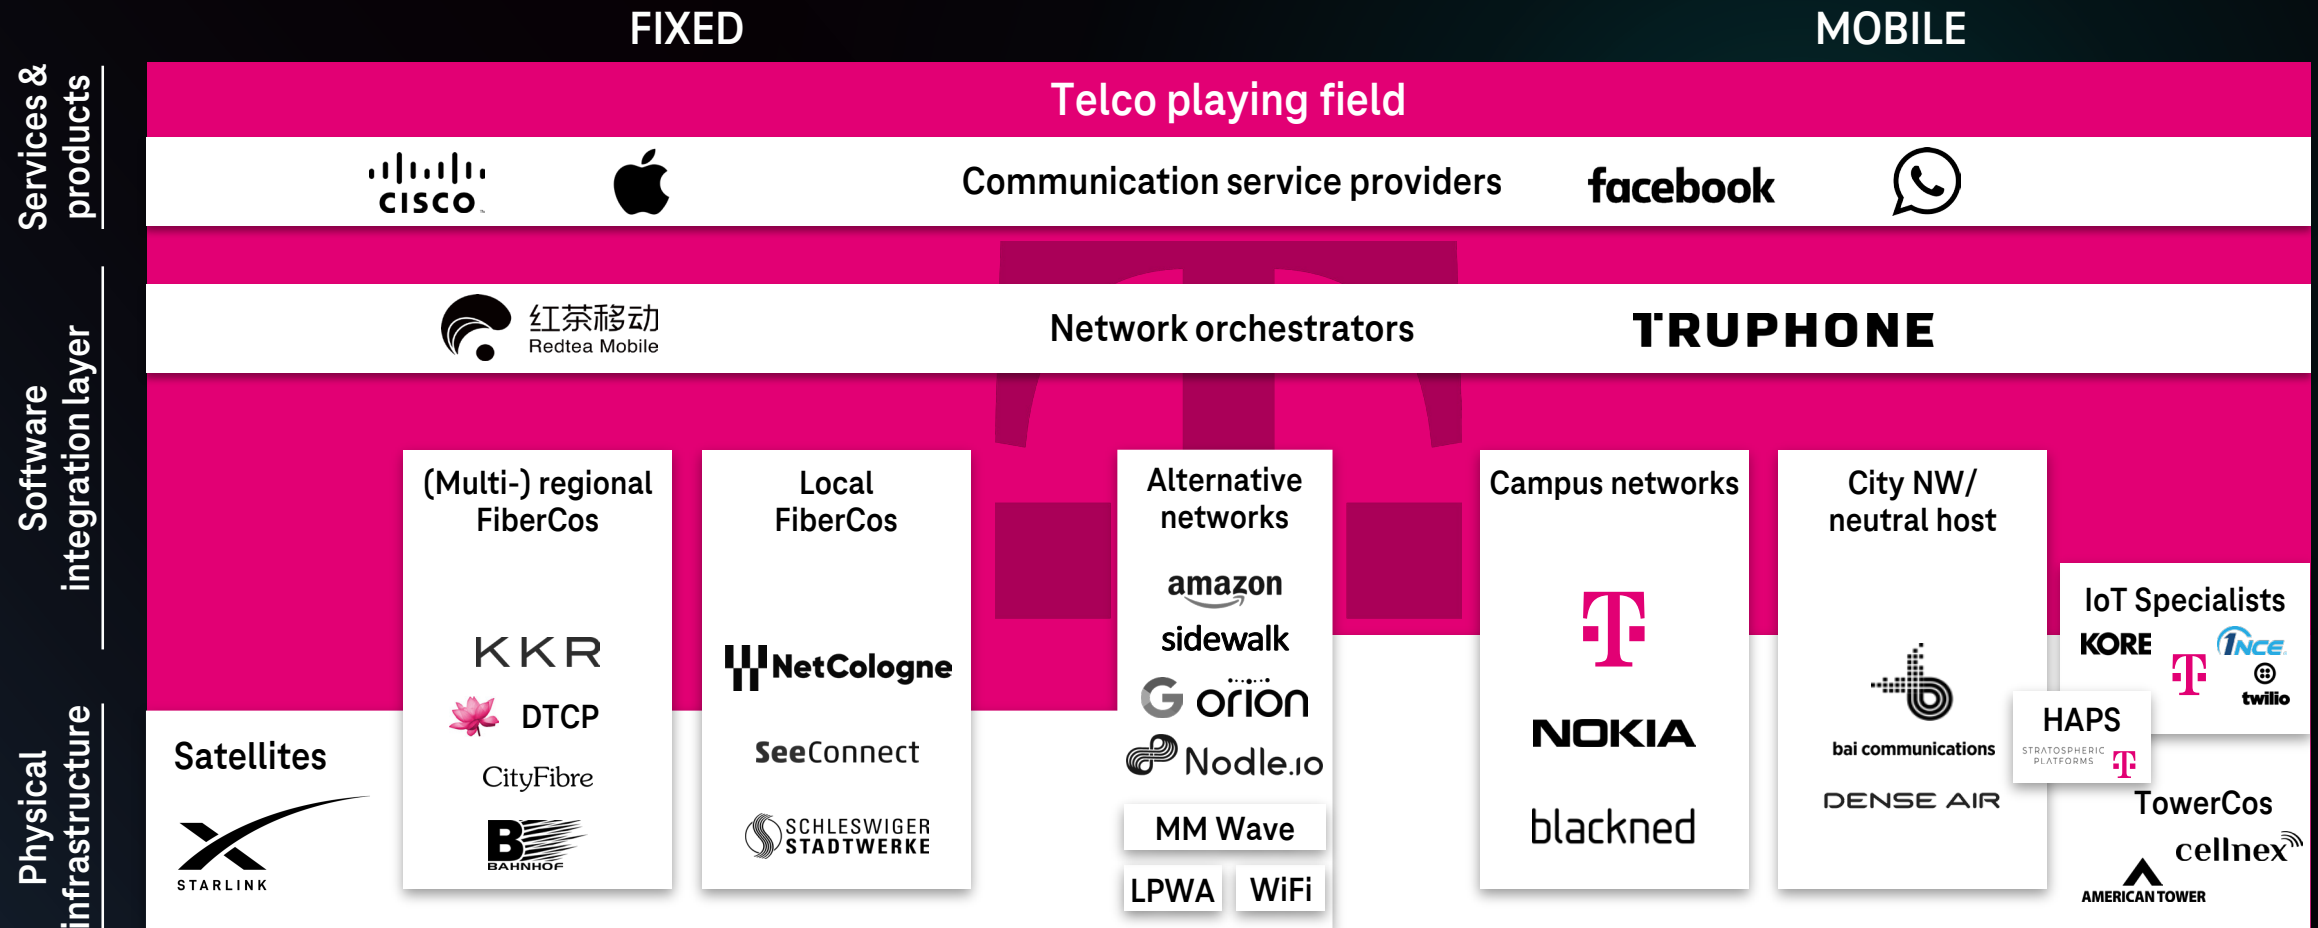 FIXED
MOBILE
Services &
products
Telco playing field
CISCO
Communication service providers
facebook
Software
integration layer
红茶移动
Redtea Mobile
Network orchestrators
TRUPHONE
(Multi-) regional
FiberCos
KKR
DTCP
CityFibre
B
BAHNHOF
Local
FiberCos
NetCologne
SeeConnect
SCHLESWIGER
STADTWERKE
Alternative
networks
amazon
sidewalk
G orion
Nodle.io
MM Wave
LPWA
WiFi
Campus networks
T
NOKIA
blackned
City NW/
neutral host
bai communications
DENSE AIR
IoT Specialists
KORE
T
1NCE
twilio
HAPS
STRATOSPHERIC
PLATFORMS
T
TowerCos
cellnex
AMERICAN TOWER
Physical
infrastructure
Satellites
STARLINK